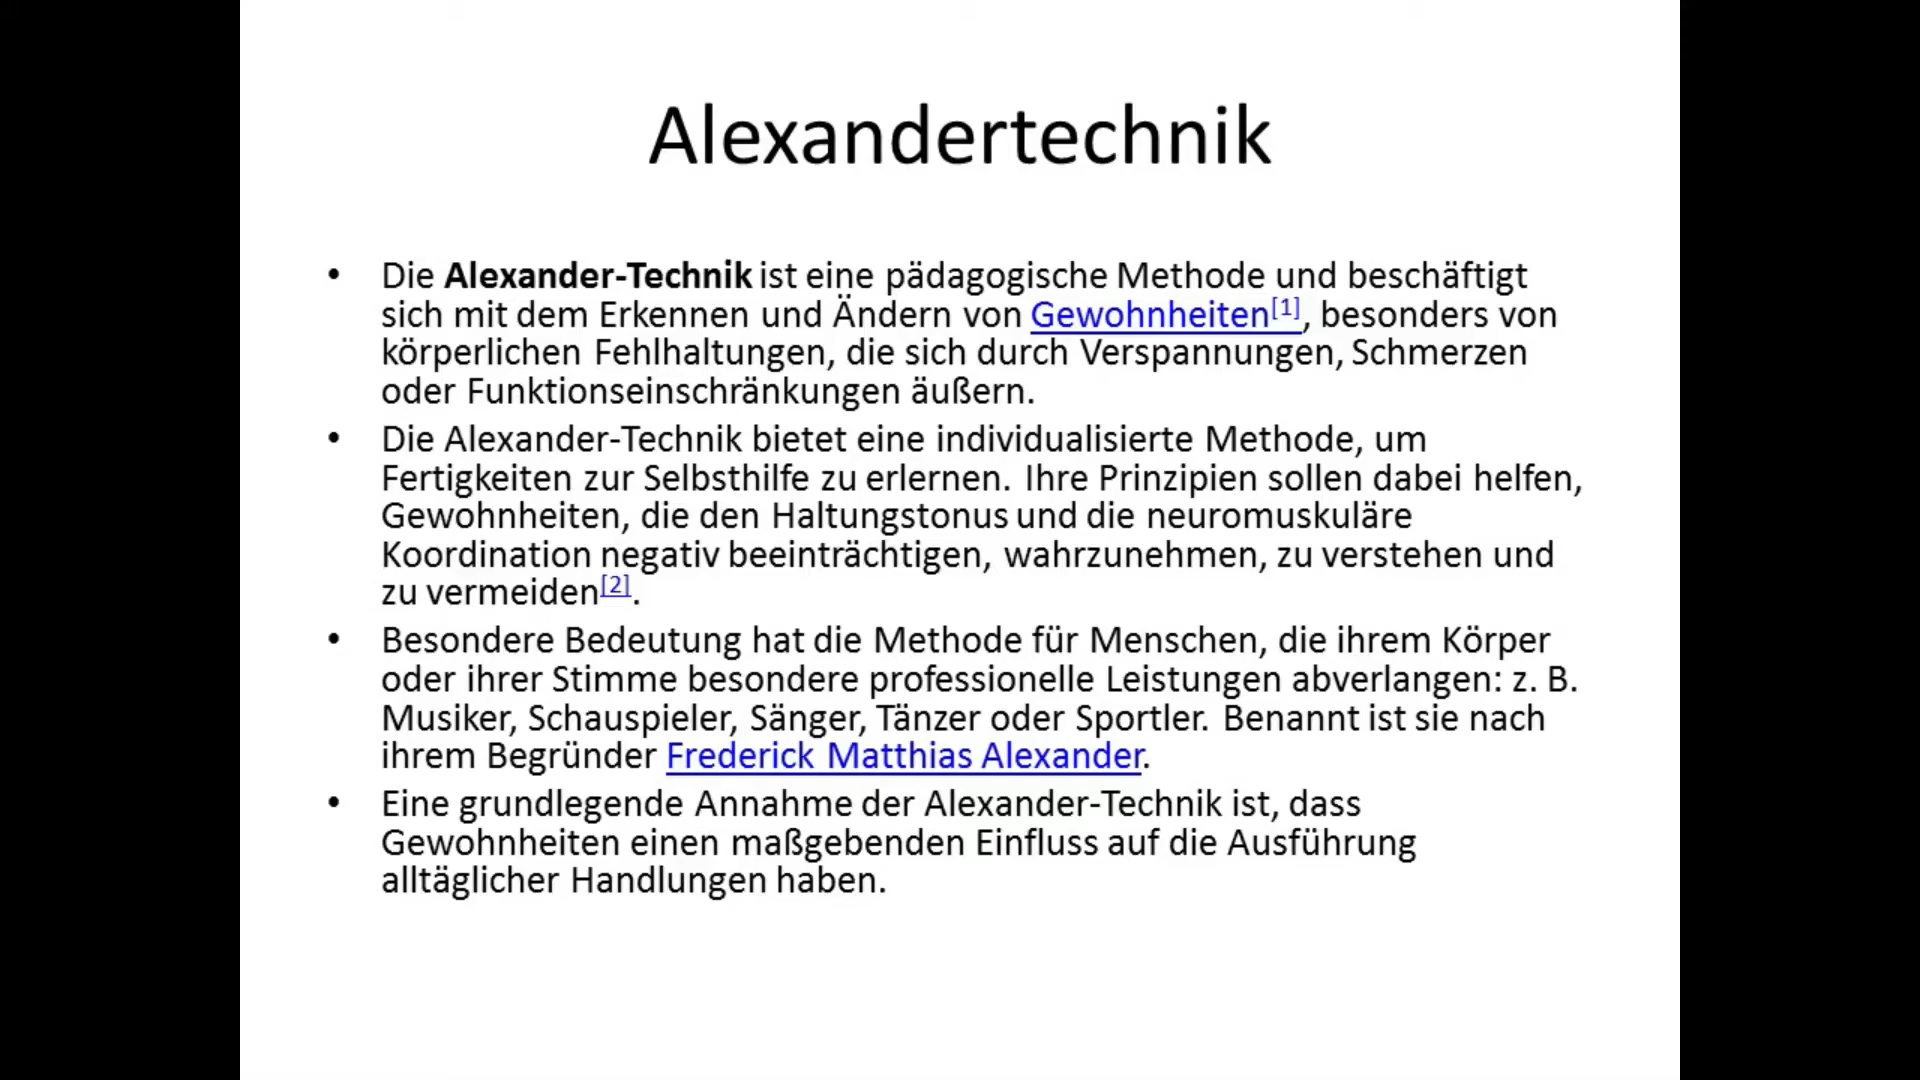 Alexandertechnik
• Die Alexander-Technik ist eine pädagogische Methode und beschäftigt
sich mit dem Erkennen und Ändern von Gewohnheiten[1], besonders von
körperlichen Fehlhaltungen, die sich durch Verspannungen, Schmerzen
oder Funktionseinschränkungen äußern.
• Die Alexander-Technik bietet eine individualisierte Methode, um
Fertigkeiten zur Selbsthilfe zu erlernen. Ihre Prinzipien sollen dabei helfen,
Gewohnheiten, die den Haltungstonus und die neuromuskuläre
Koordination negativ beeinträchtigen, wahrzunehmen, zu verstehen und
zu vermeiden[2].
• Besondere Bedeutung hat die Methode für Menschen, die ihrem Körper
oder ihrer Stimme besondere professionelle Leistungen abverlangen: z. B.
Musiker, Schauspieler, Sänger, Tänzer oder Sportler. Benannt ist sie nach
ihrem Begründer Frederick Matthias Alexander.
• Eine grundlegende Annahme der Alexander-Technik ist, dass
Gewohnheiten einen maßgebenden Einfluss auf die Ausführung
alltäglicher Handlungen haben.